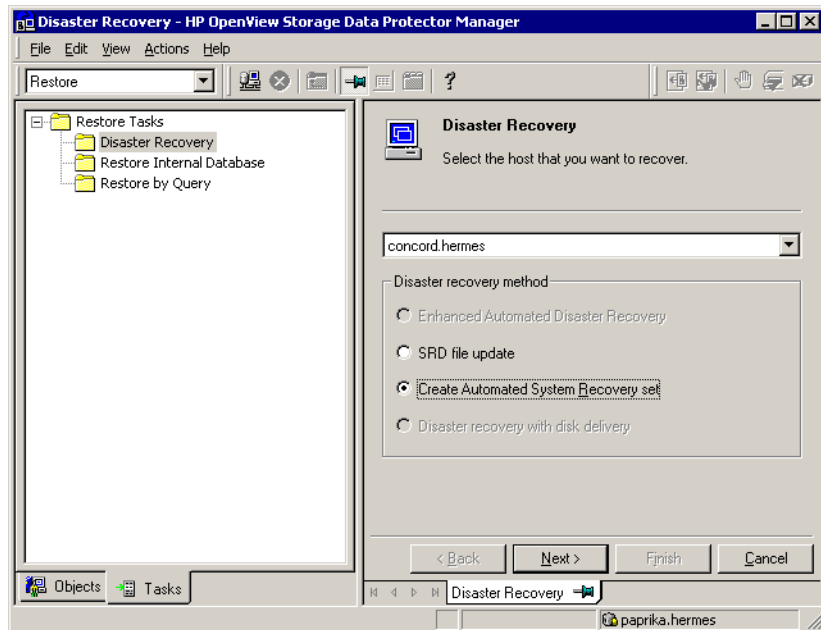 Disaster Recovery - HP OpenView Storage Data Protector Manager
File Edit View Actions Help
Restore
?
Restore Tasks
Disaster Recovery
Restore Internal Database
Restore by Query
Objects
Tasks
Disaster Recovery
Select the host that you want to recover.
concord.hermes
Disaster recovery method
Enhanced Automated Disaster Recovery
SRD file update
Create Automated System Recovery set
Disaster recovery with disk delivery
< Back Next > Finish Cancel
Disaster Recovery
paprika.hermes